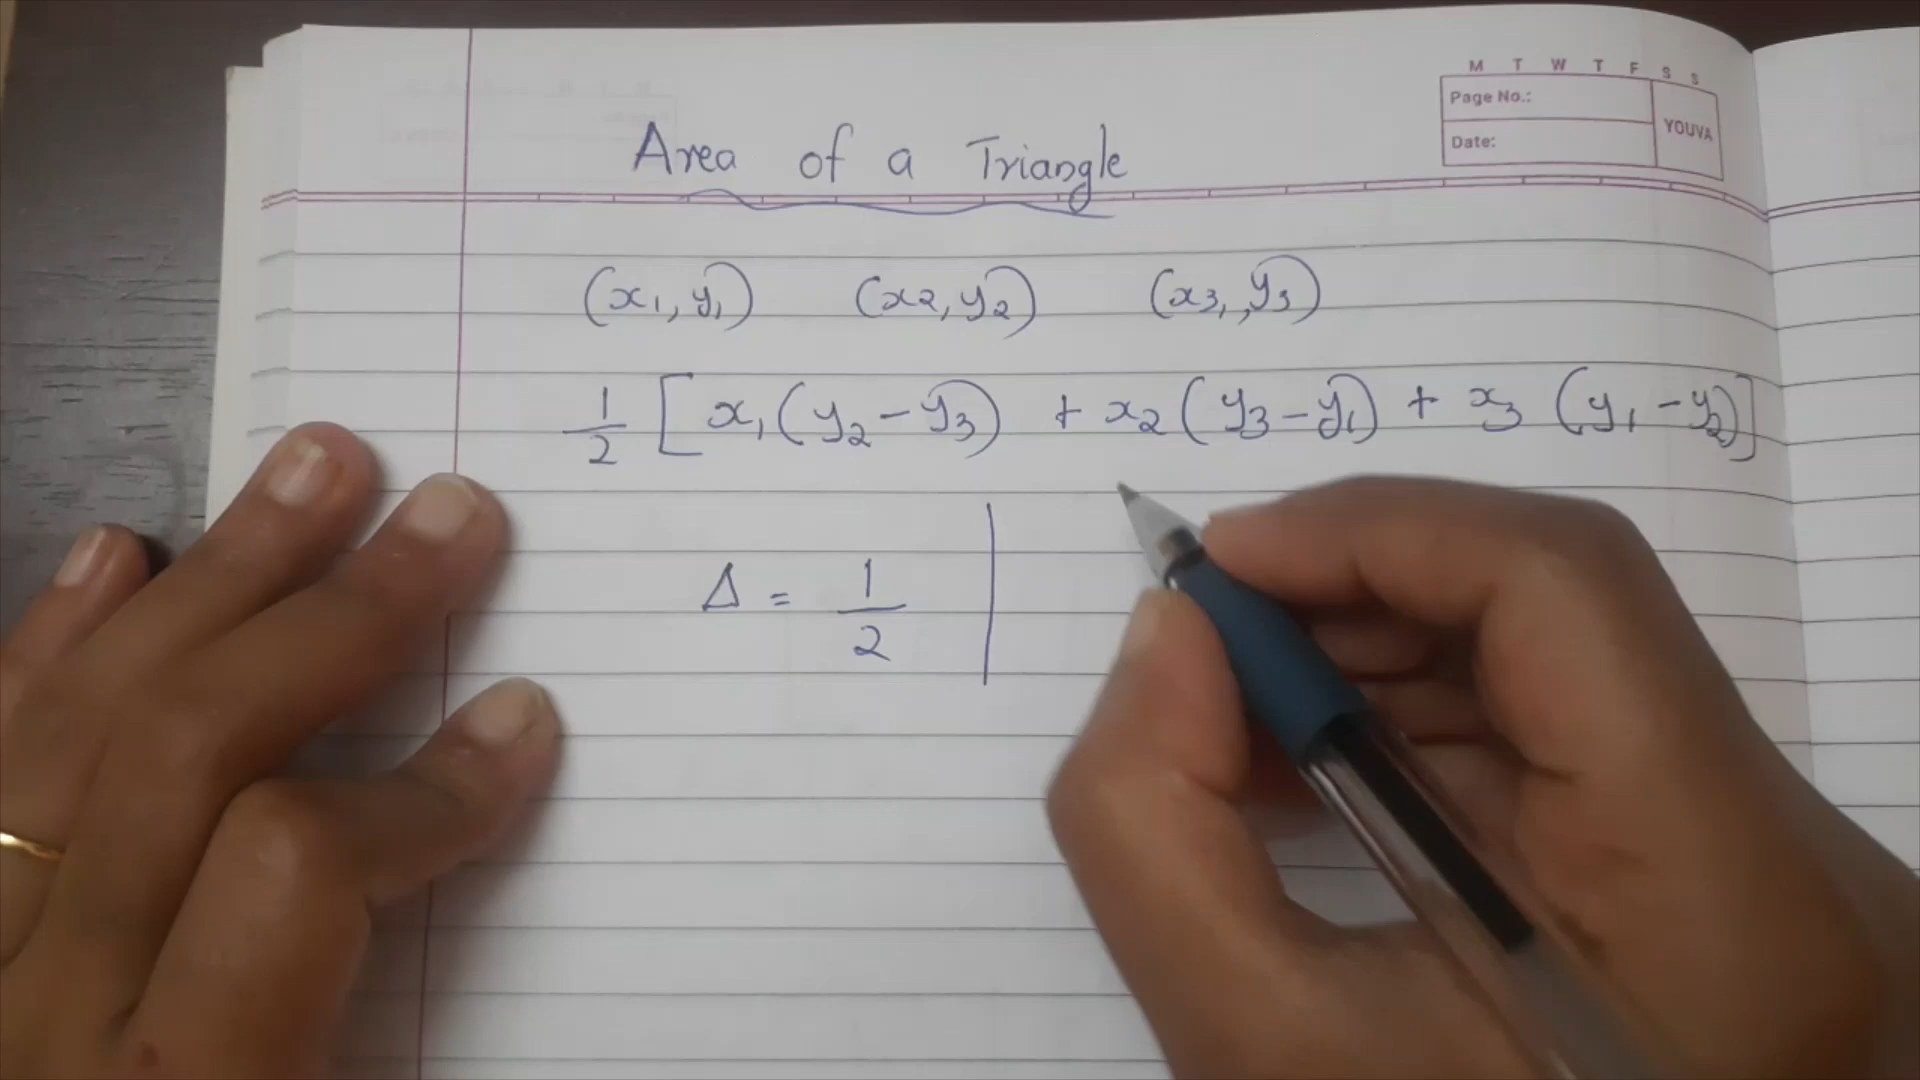 M T W T F S S
Page No.:
YOUVA
Date:
Area of a Triangle
(x1, y1) (x2, y2) (x3, y3)
1/2 [x1(y2-y3) + x2(y3-y1) + x3(y1-y2)]
Δ = 1/2 |